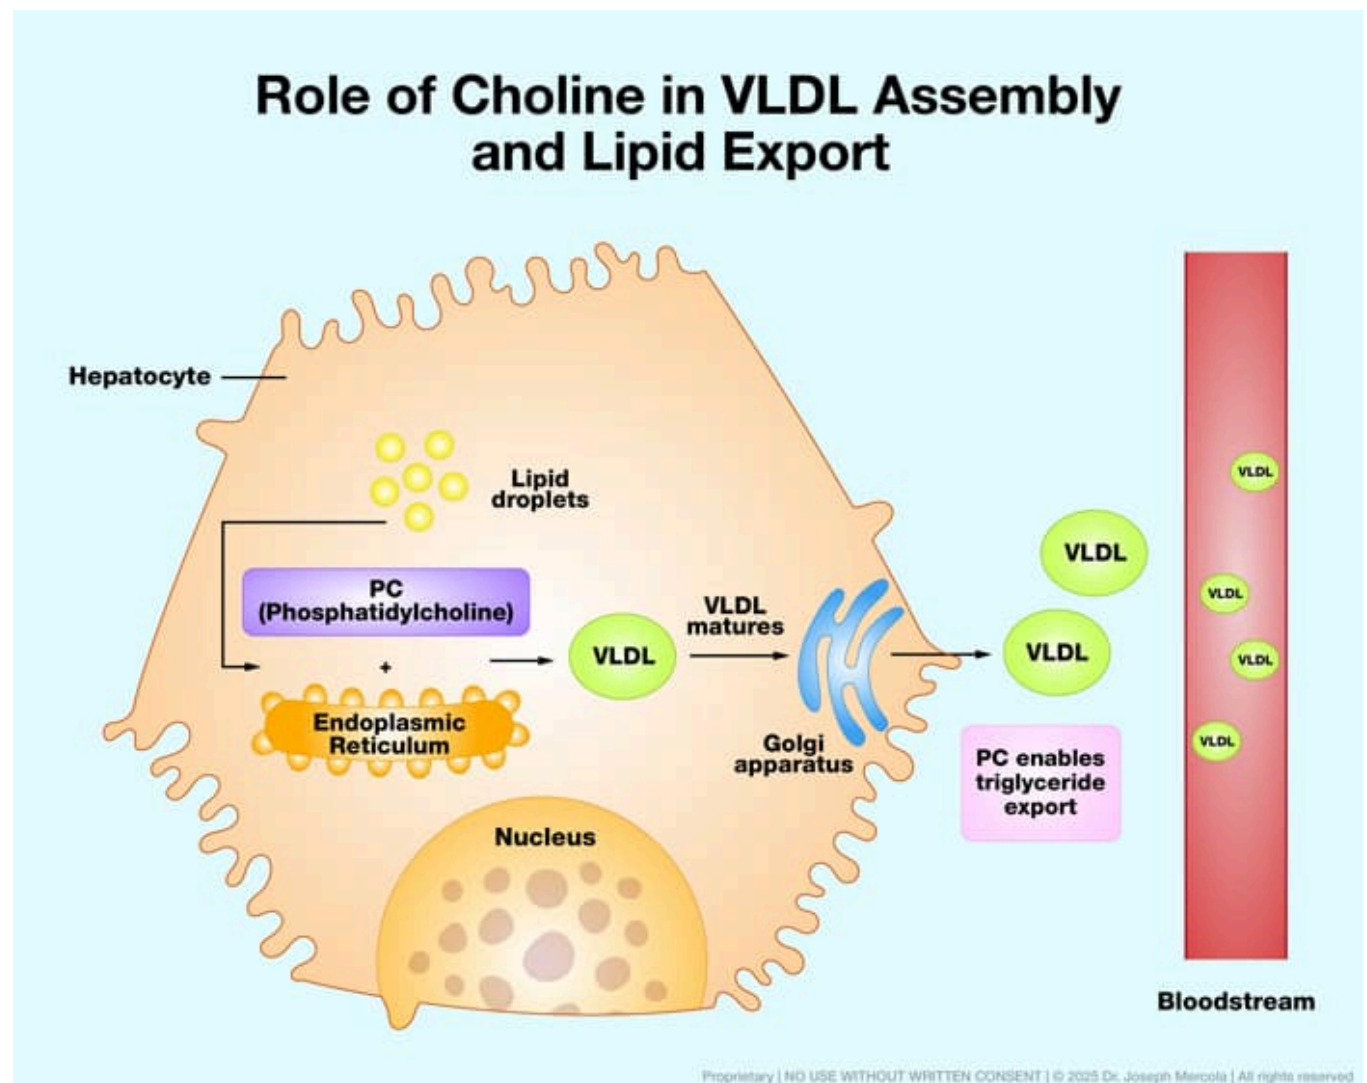 Role of Choline in VLDL Assembly
and Lipid Export
Hepatocyte
Lipid
droplets
PC
(Phosphatidylcholine)
+
Endoplasmic
Reticulum
VLDL
VLDL
matures
Golgi
apparatus
Nucleus
VLDL
VLDL
PC enables
triglyceride
export
VLDL
VLDL
VLDL
VLDL
Bloodstream
Proprietary | NO USE WITHOUT WRITTEN CONSENT | © 2025 Dr. Joseph Mercola | All rights reserved